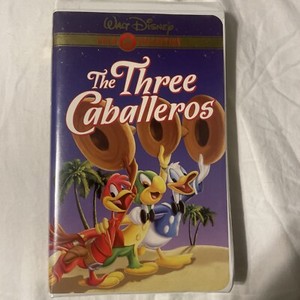 Walt Disney
The Three
Caballeros